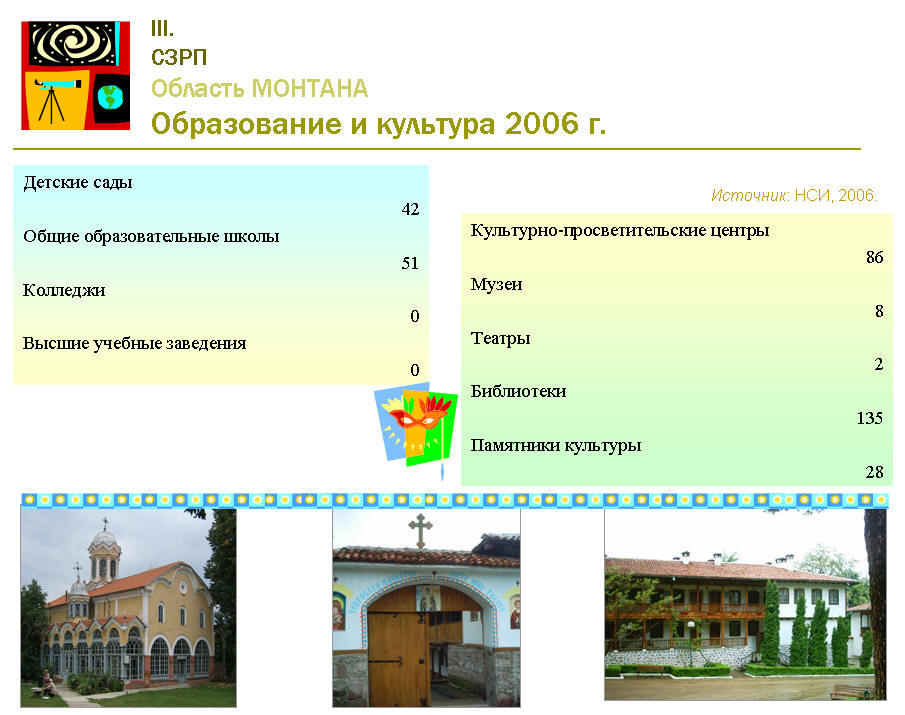 III.
СЗРП
Область МОНТАНА
Образование и культура 2006 г.
Детские сады
42
Общие образовательные школы
51
Колледжи
0
Высшие учебные заведения
0
Источник: НСИ, 2006.
Культурно-просветительские центры
86
Музеи
8
Театры
2
Библиотеки
135
Памятники культуры
28